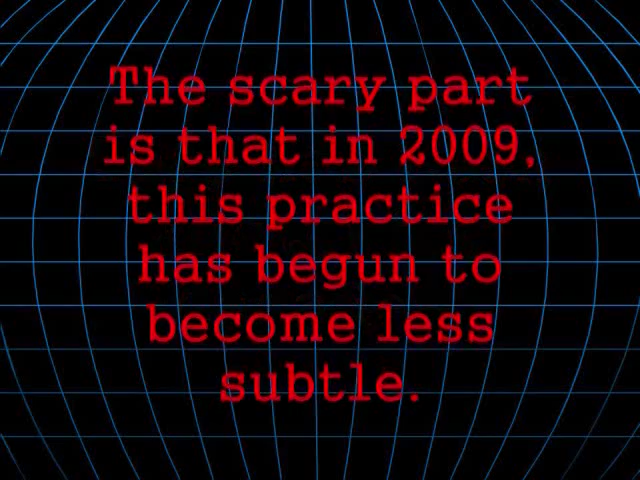 The scary part
is that in 2009,
this practice
has begun to
become less
subtle.